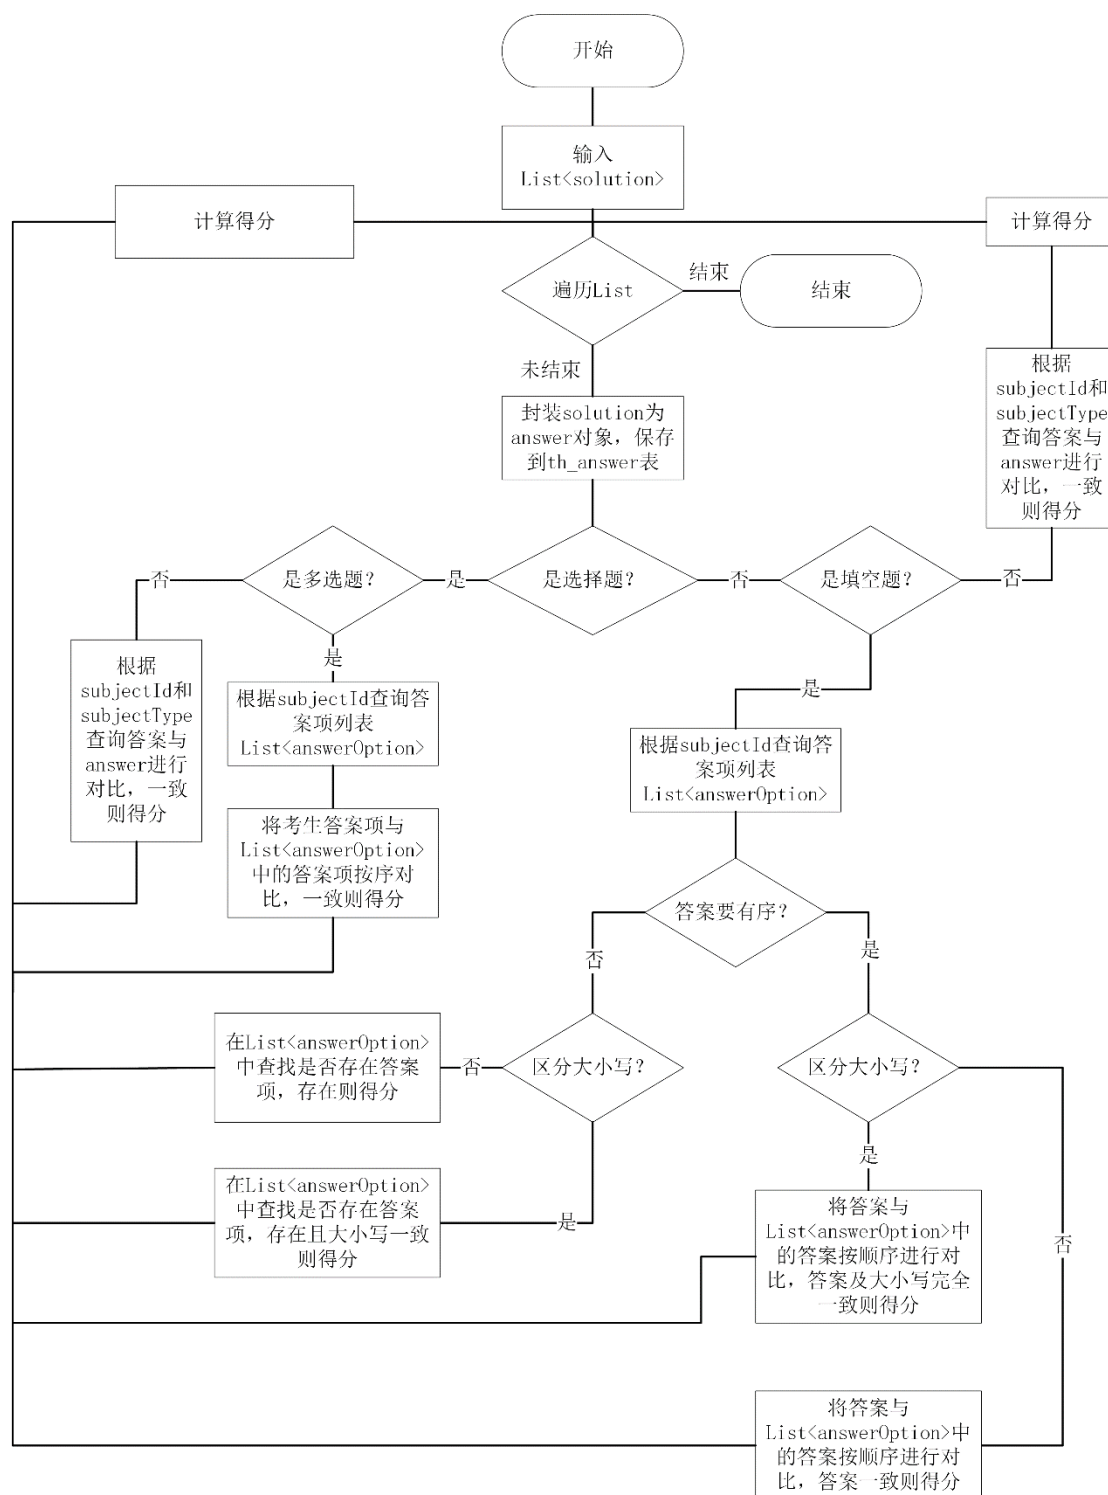 开始
输入
List<solution>
计算得分
计算得分
遍历List
结束
结束
未结束
封装solution为
answer对象，保存
到th_answer表
根据
subjectId和
subjectType
查询答案与
answer进行
对比，一致
则得分
否
是多选题？
是
是选择题？
否
是填空题？
否
根据
subjectId和
subjectType
查询答案与
answer进行
对比，一致
则得分
是
根据subjectId查询答
案项列表
List<answerOption>
是
根据subjectId查询答
案项列表
List<answerOption>
将考生答案项与
List<answerOption>
中的答案项按序对
比，一致则得分
答案要有序？
否
是
在List<answerOption>
中查找是否存在答案
项，存在则得分
否
区分大小写？
区分大小写？
是
在List<answerOption>
中查找是否存在答案
项，存在且大小写一致
则得分
是
将答案与
List<answerOption>中
的答案按顺序进行对
比，答案及大小写完全
一致则得分
否
将答案与
List<answerOption>中
的答案按顺序进行对
比，答案一致则得分